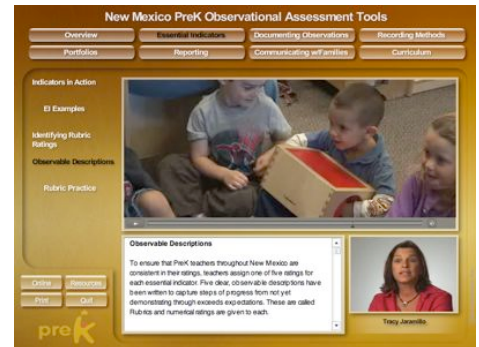 New Mexico PreK Observational Assessment Tools
Overview
Essential Indicators
Documenting Observations
Recording Methods
Portfolios
Reporting
Communicating w/Families
Curriculum
Indicators in Action
EI Examples
Identifying Rubric
Ratings
Observable Descriptions
Rubric Practice
Observable Descriptions
To ensure that PreK teachers throughout New Mexico are
consistent in their ratings, teachers assign one of five ratings for
each essential indicator. Five clear, observable descriptions have
been written to capture steps of progress from not yet
demonstrating through exceeds expectations. These are called
Rubrics and numerical ratings are given to each.
Tracy Jaramillo
Online
Resources
Print
Quit
prek